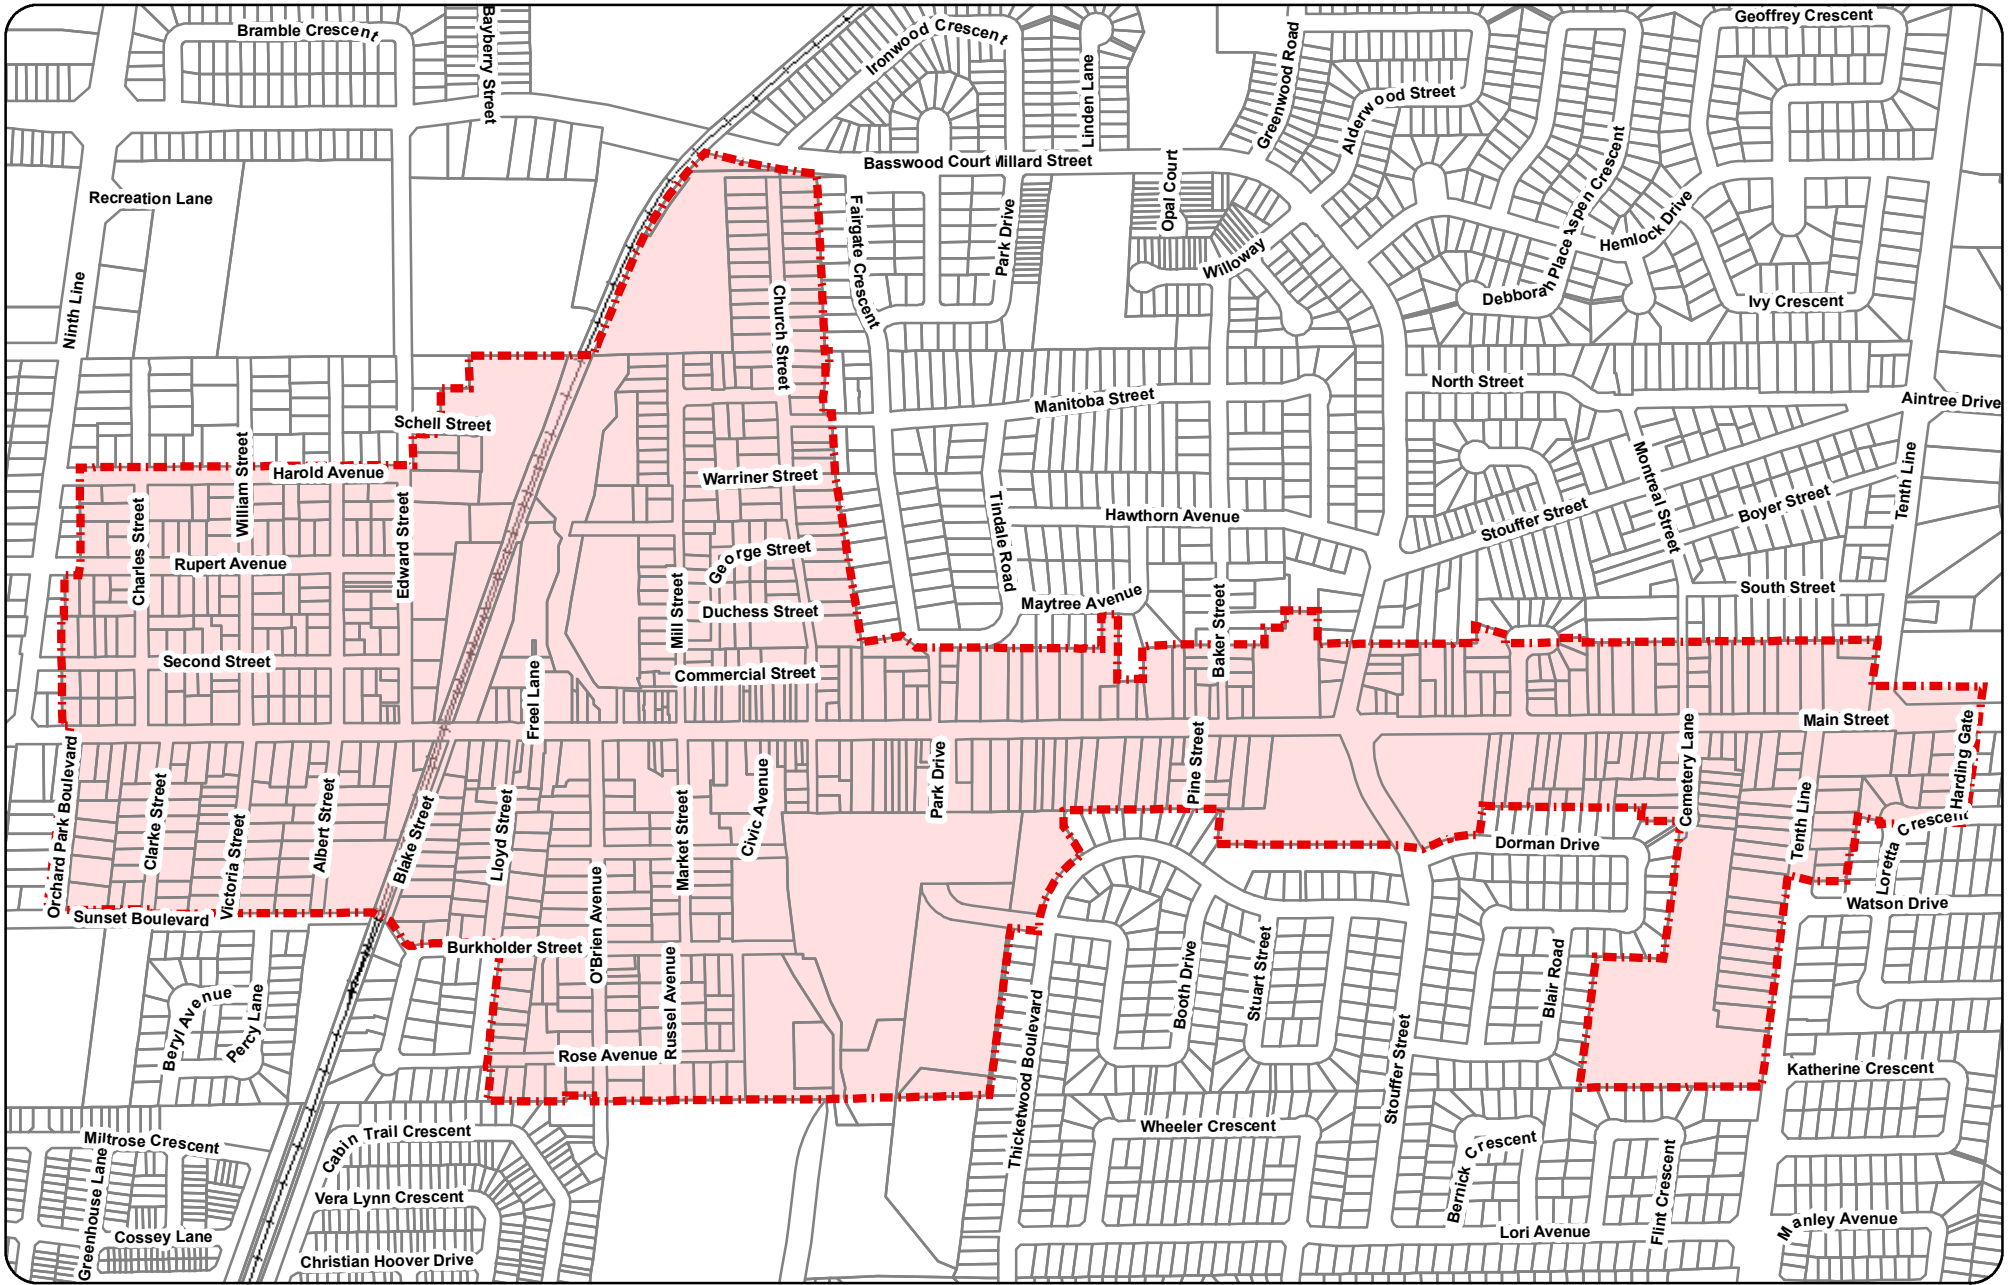 Bramble Crescent
Bayberry Street
Ironwood Crescent
Linden Lane
Greenwood Road
Alderwood Street
Geoffrey Crescent
Basswood Court
Millard Street
Opal Court
Aspen Crescent
Recreation Lane
Fairgate Crescent
Park Drive
Willoway
Hemlock Drive
Debborah Place
Ivy Crescent
Ninth Line
Church Street
North Street
Manitoba Street
Aintree Drive
Schell Street
William Street
Harold Avenue
Warriner Street
Montreal Street
Tenth Line
Charles Street
Edward Street
Tindale Road
Hawthorn Avenue
Stouffer Street
Boyer Street
Rupert Avenue
George Street
Mill Street
Duchess Street
Maytree Avenue
Baker Street
South Street
Second Street
Freel Lane
Commercial Street
Main Street
Orchard Park Boulevard
Clarke Street
Victoria Street
Albert Street
Blake Street
Lloyd Street
Market Street
Civic Avenue
Park Drive
Pine Street
Cemetery Lane
Tenth Line
Harding Gate
Loretta Crescent
Dorman Drive
Sunset Boulevard
Burkholder Street
O'Brien Avenue
Watson Drive
Beryl Avenue
Percy Lane
Russel Avenue
Rose Avenue
Thicketwood Boulevard
Booth Drive
Stuart Street
Stouffer Street
Blair Road
Katherine Crescent
Miltrose Crescent
Cabin Trail Crescent
Wheeler Crescent
Bernick Crescent
Flint Crescent
Greenhouse Lane
Vera Lynn Crescent
Cossey Lane
Christian Hoover Drive
Lori Avenue
Manley Avenue